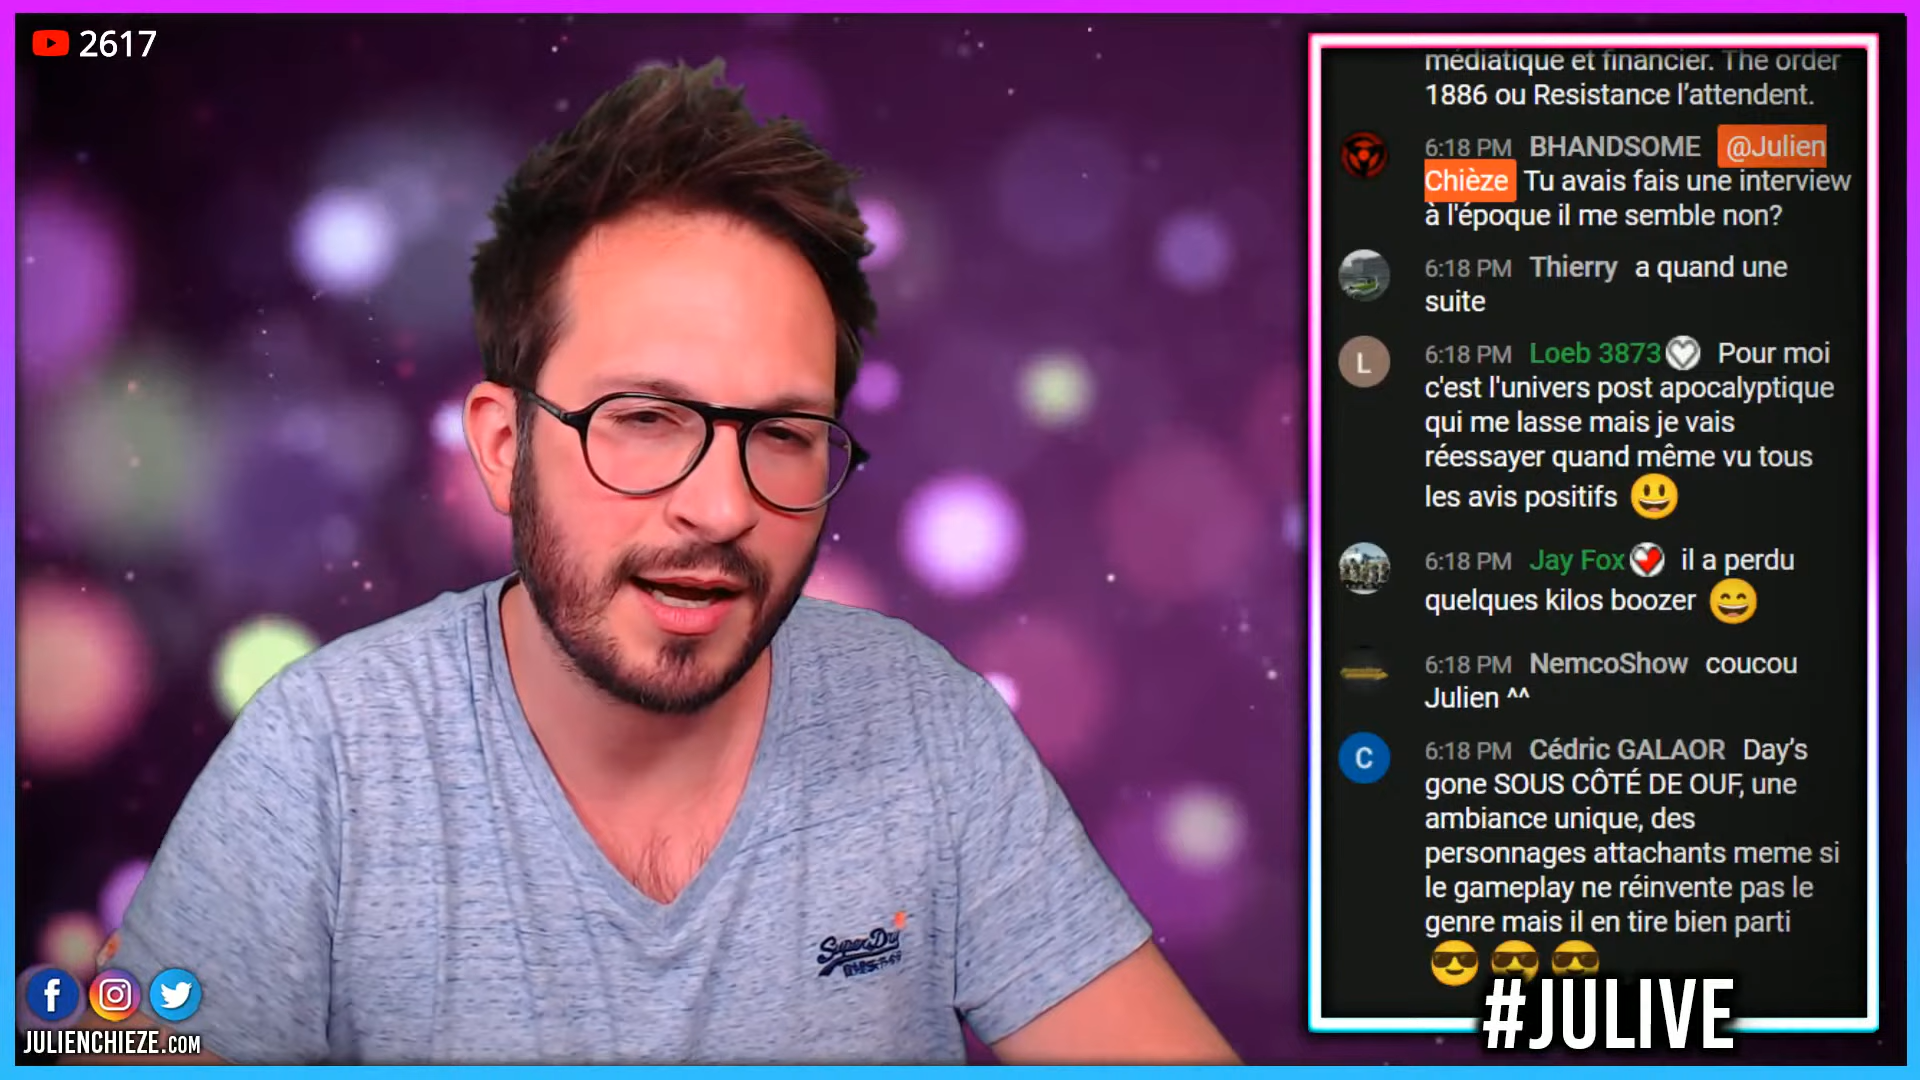 2617
médiatique et financier. The order
1886 ou Resistance l’attendent.
6:18 PM BHANDSOME @Julien
Chièze Tu avais fais une interview
à l'époque il me semble non?
6:18 PM Thierry a quand une
suite
L
6:18 PM Loeb 3873 Pour moi
c'est l'univers post apocalyptique
qui me lasse mais je vais
réessayer quand même vu tous
les avis positifs
6:18 PM Jay Fox il a perdu
quelques kilos boozer
6:18 PM NemcoShow coucou
Julien ^^
C
6:18 PM Cédric GALAOR Day’s
gone SOUS CÔTÉ DE OUF, une
ambiance unique, des
personnages attachants meme si
le gameplay ne réinvente pas le
genre mais il en tire bien parti
#JULIVE
SuperDry
JULIENCHIEZE.COM